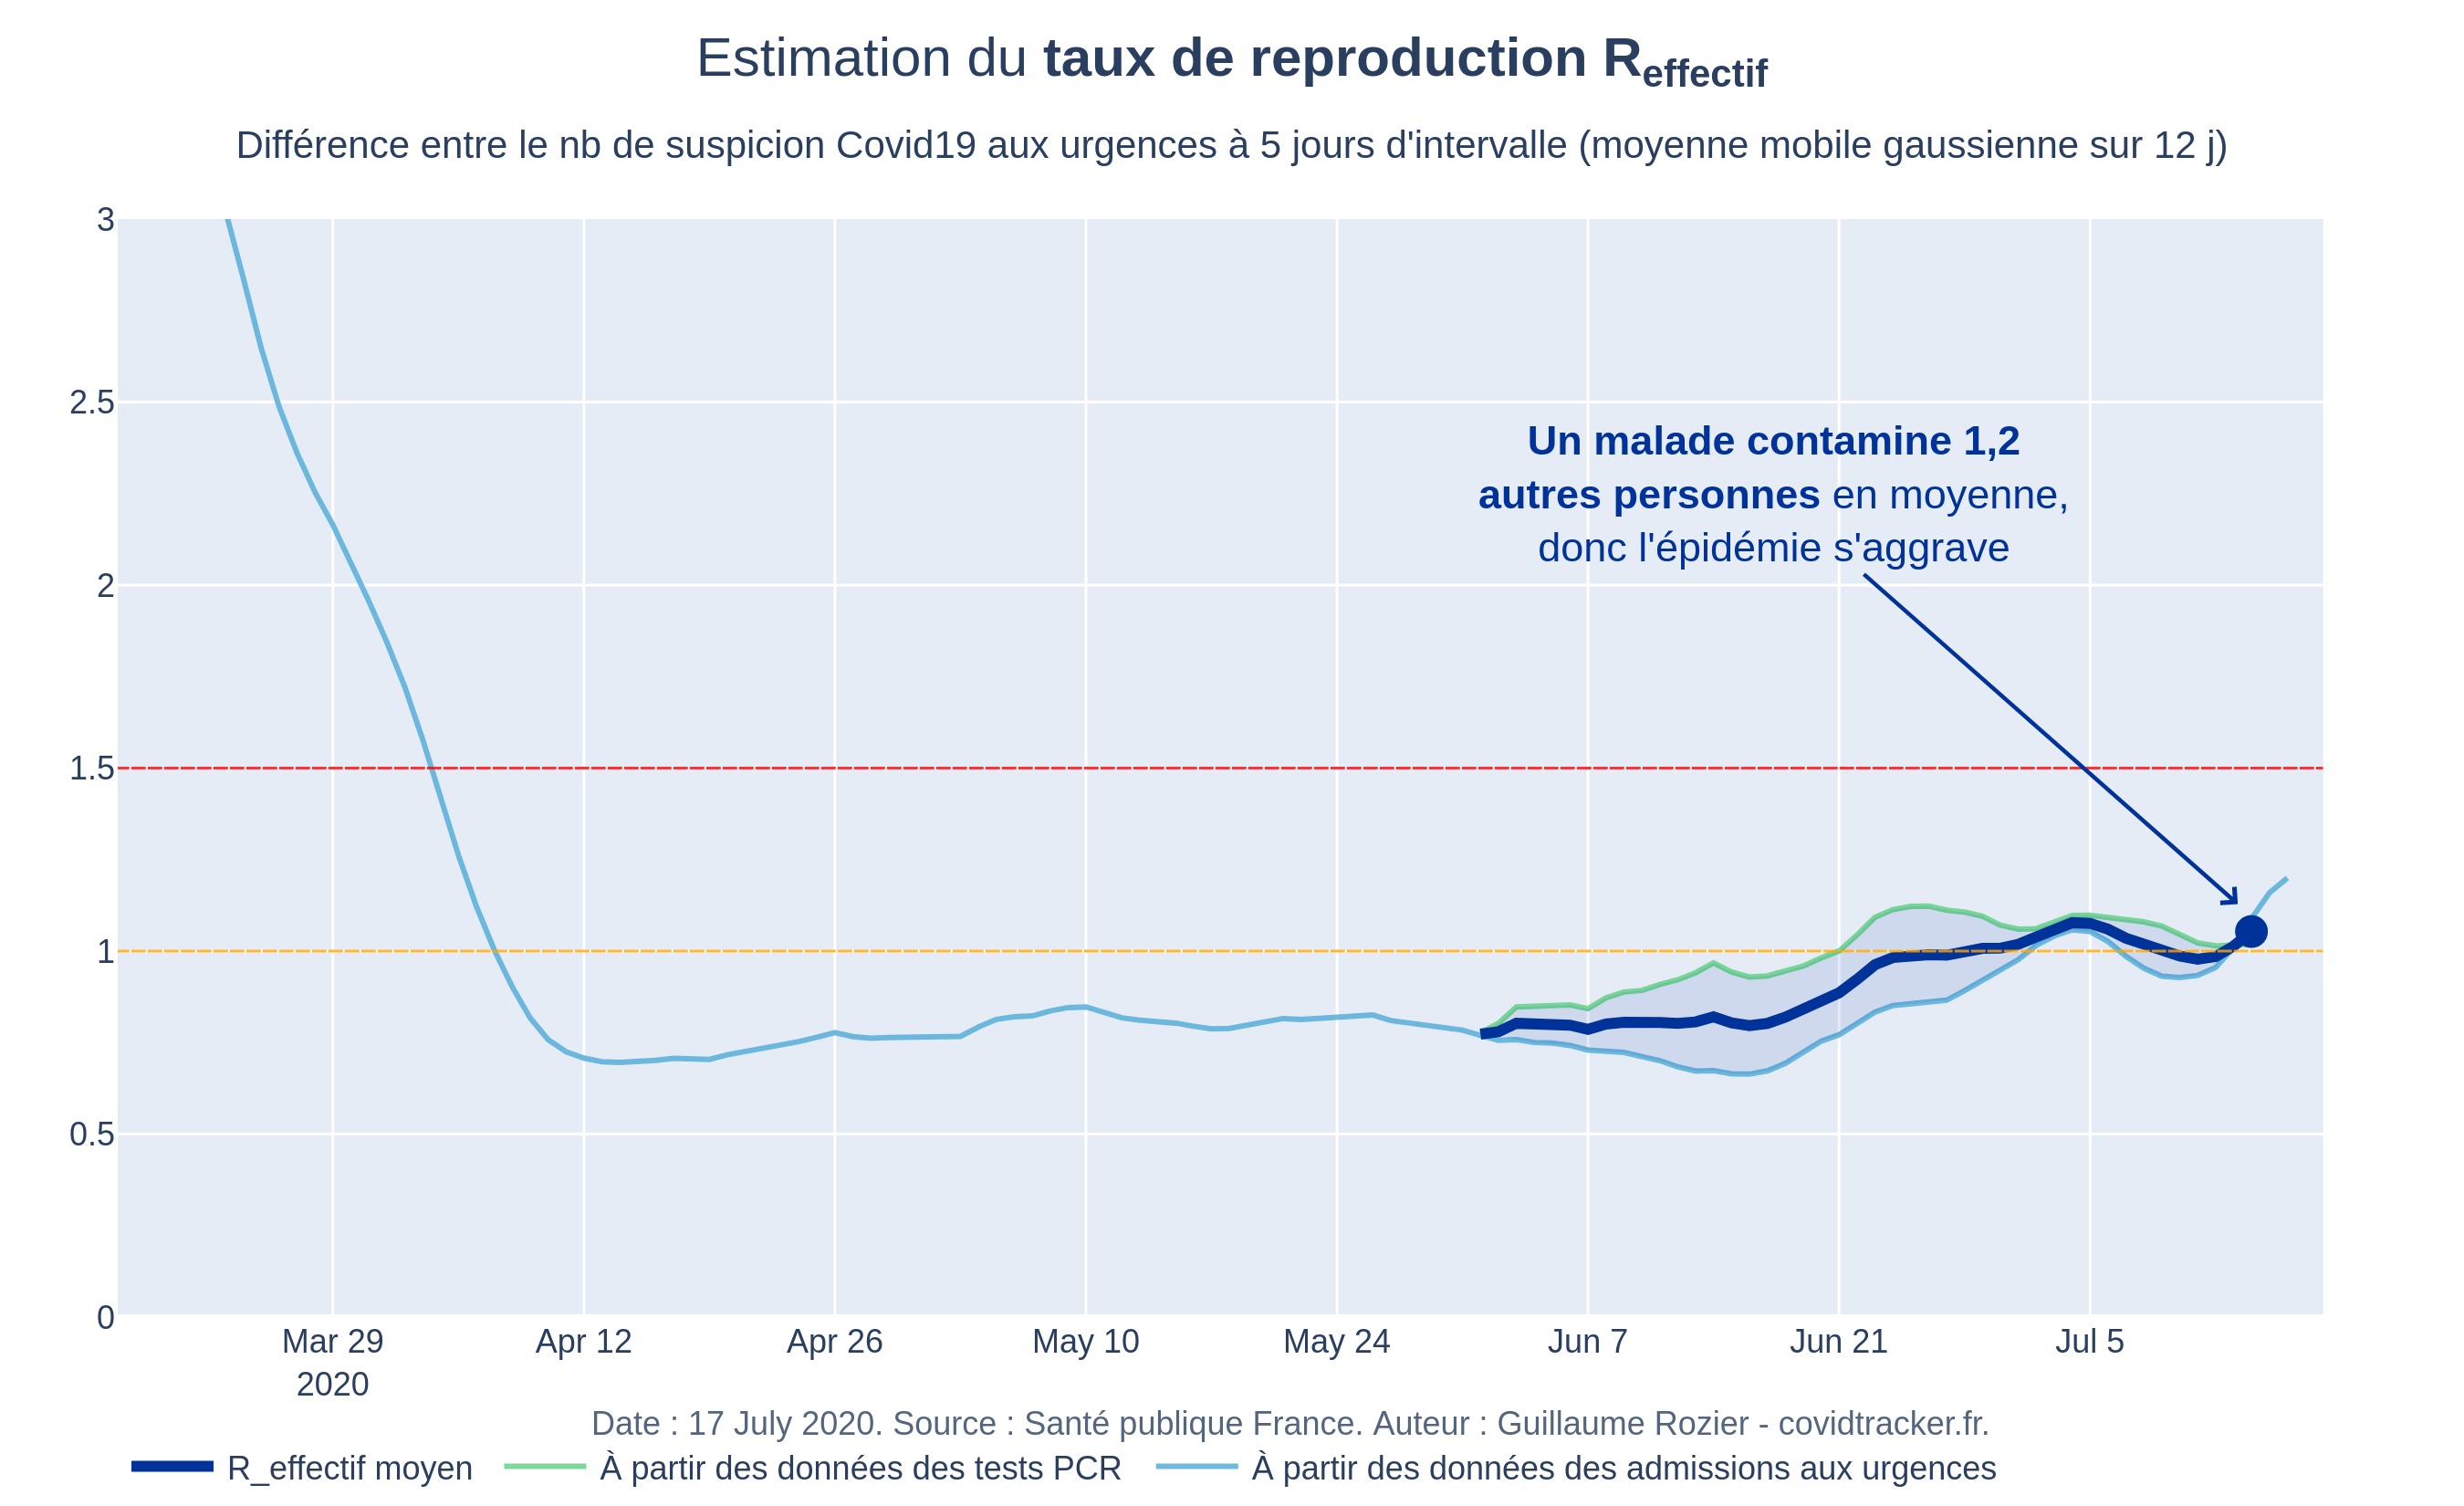 Estimation du taux de reproduction Reffectif
Différence entre le nb de suspicion Covid19 aux urgences à 5 jours d'intervalle (moyenne mobile gaussienne sur 12 j)
3
2.5
2
1.5
1
0.5
0
Un malade contamine 1,2
autres personnes en moyenne,
donc l'épidémie s'aggrave
Mar 29 Apr 12 Apr 26 May 10 May 24 Jun 7 Jun 21 Jul 5
2020
Date : 17 July 2020. Source : Santé publique France. Auteur : Guillaume Rozier - covidtracker.fr.
R_effectif moyen À partir des données des tests PCR À partir des données des admissions aux urgences